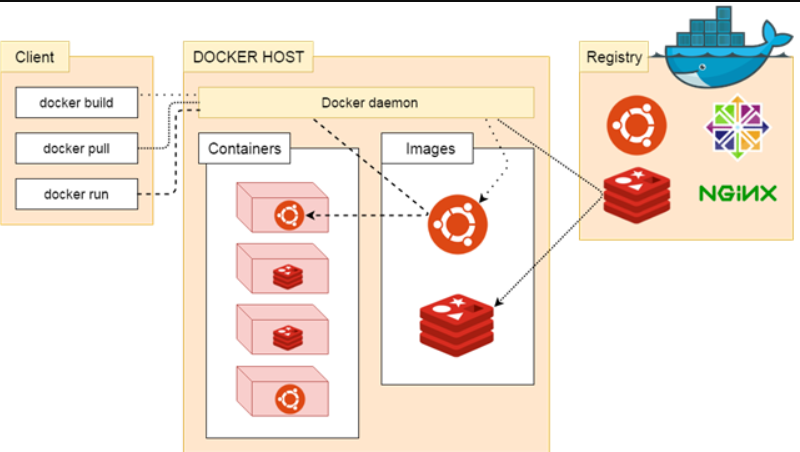 Client
DOCKER HOST
Registry
docker build
Docker daemon
docker pull
Containers
Images
docker run
NGINX